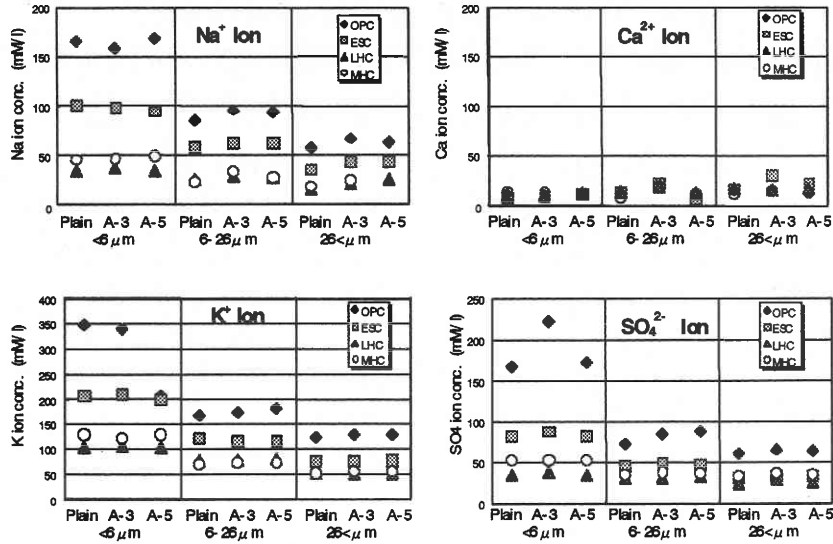 200
150
100
50
0
Na ion conc. (mM/l)
Na+ Ion
OPC
ESC
LHC
MHC
Plain A-3 A-5 Plain A-3 A-5 Plain A-3 A-5
<6μm 6-26μm 26<μm
200
150
100
50
0
Ca ion conc. (mM/l)
Ca2+ Ion
OPC
ESC
LHC
MHC
Plain A-3 A-5 Plain A-3 A-5 Plain A-3 A-5
<6μm 6-26μm 26<μm
400
350
300
250
200
150
100
50
0
K ion conc. (mM/l)
K+ Ion
OPC
ESC
LHC
MHC
Plain A-3 A-5 Plain A-3 A-5 Plain A-3 A-5
<6μm 6-26μm 26<μm
250
200
150
100
50
0
SO4 ion conc. (mM/l)
SO42- Ion
OPC
ESC
LHC
MHC
Plain A-3 A-5 Plain A-3 A-5 Plain A-3 A-5
<6μm 6-26μm 26<μm